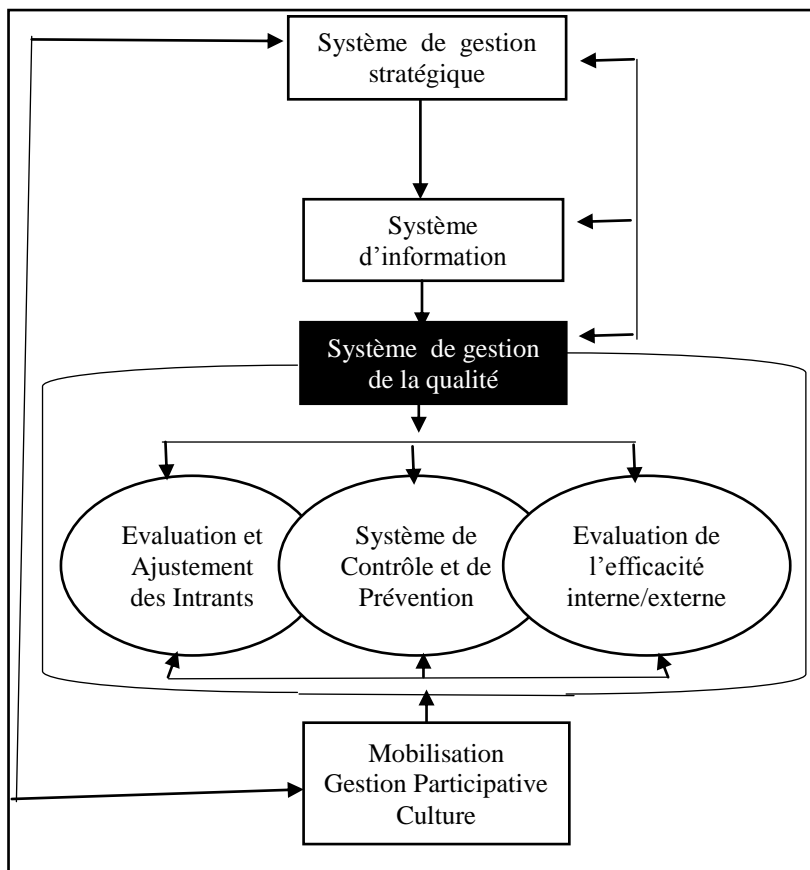 Système de gestion
stratégique
Système
d’information
Système de gestion
de la qualité
Evaluation et
Ajustement
des Intrants
Système de
Contrôle et de
Prévention
Evaluation de
l’efficacité
interne/externe
Mobilisation
Gestion Participative
Culture